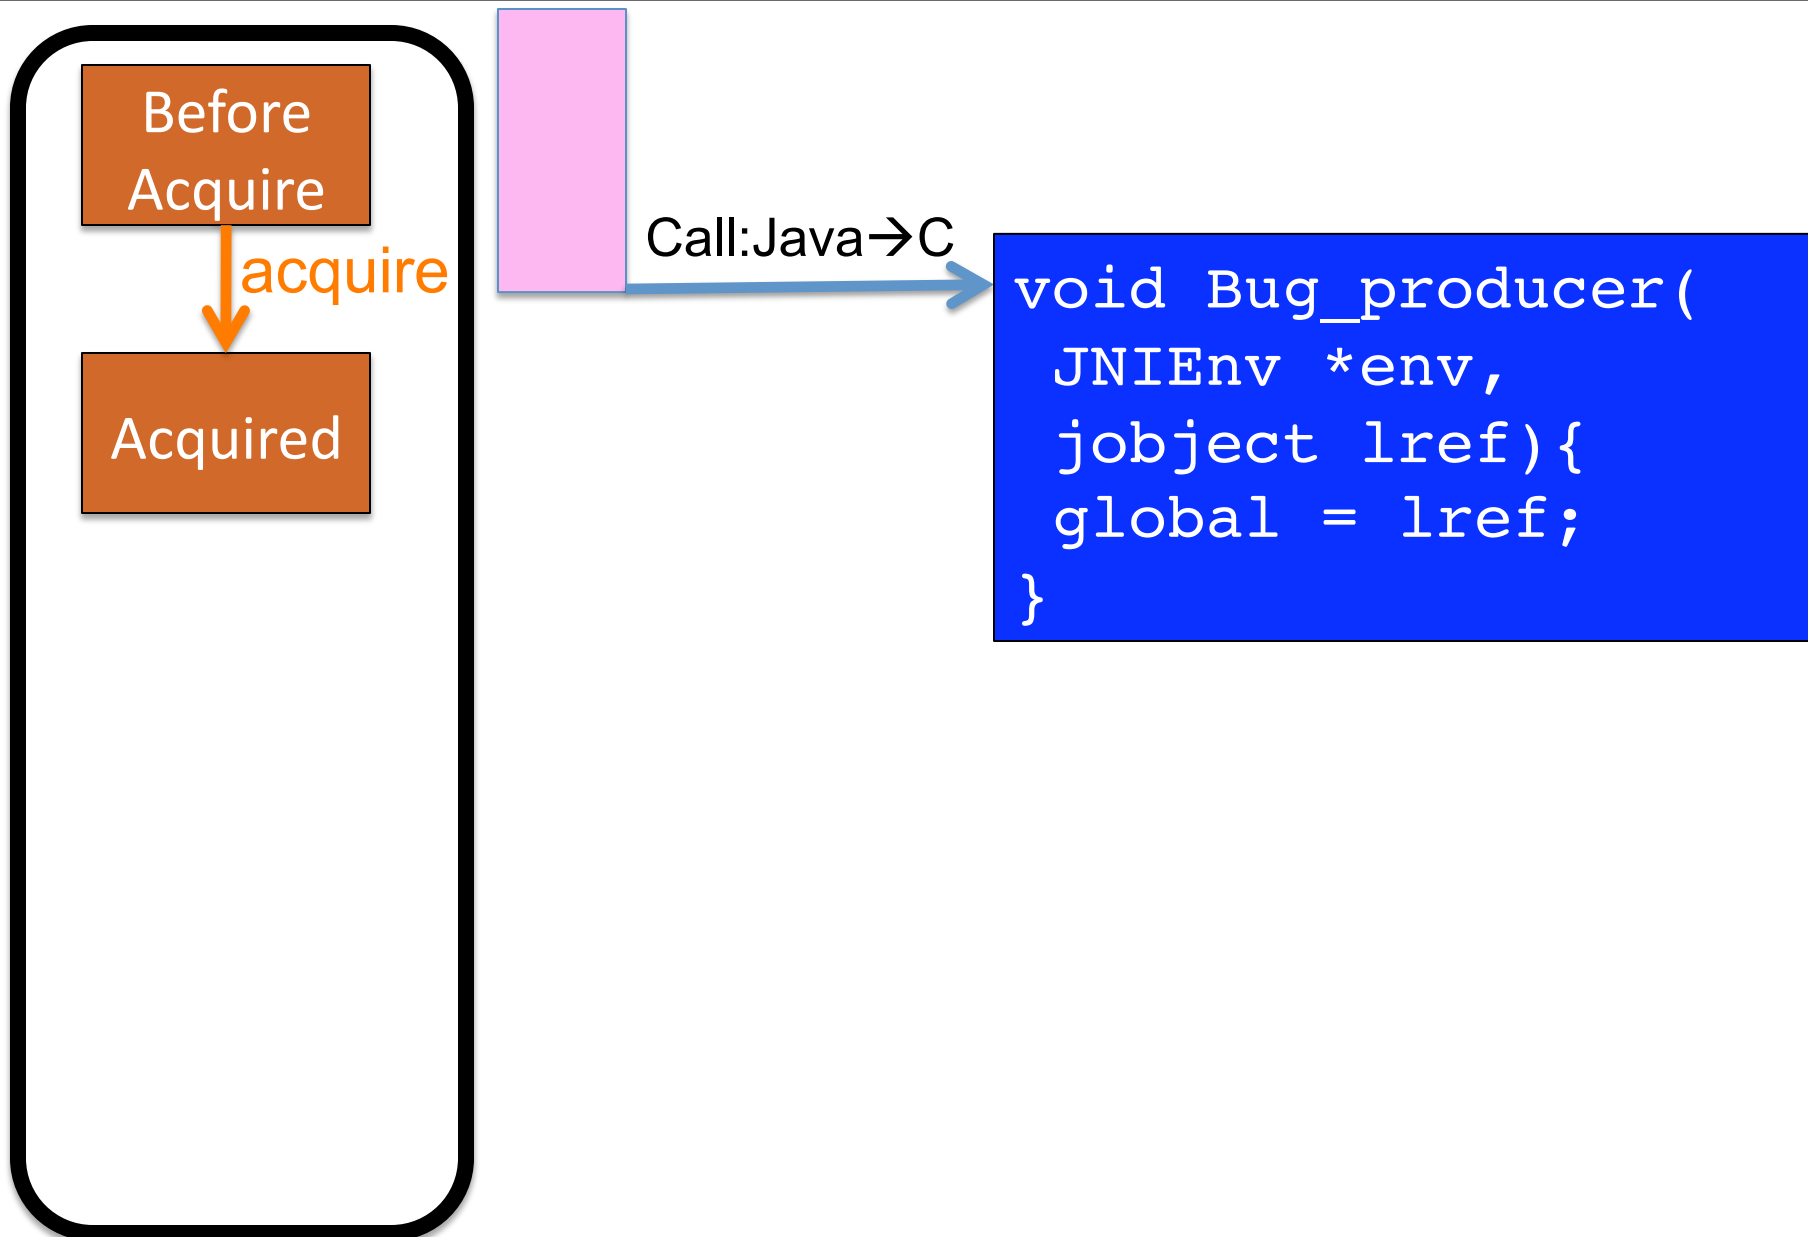 Before
Acquire
acquire
Acquired
Call:Java→C
void Bug_producer(
JNIEnv *env,
jobject lref){
global = lref;
}